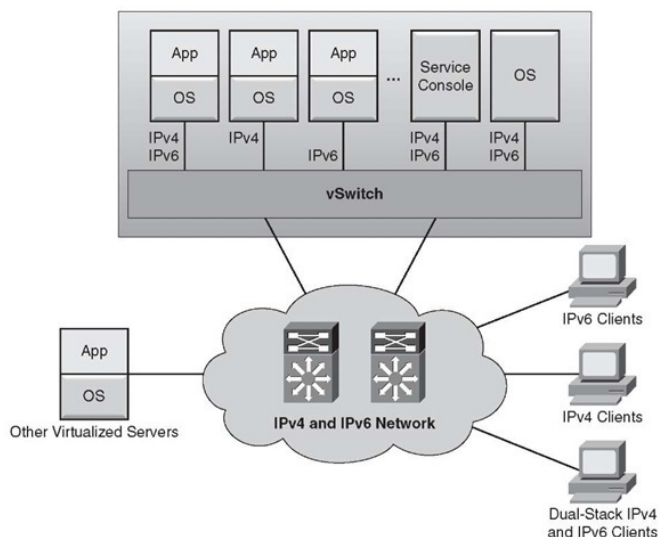 App
OS
App
OS
App
OS
...
Service
Console
OS
IPv4
IPv6
IPv4
IPv6
IPv4
IPv6
IPv4
IPv6
vSwitch
App
OS
Other Virtualized Servers
IPv4 and IPv6 Network
IPv6 Clients
IPv4 Clients
Dual-Stack IPv4
and IPv6 Clients